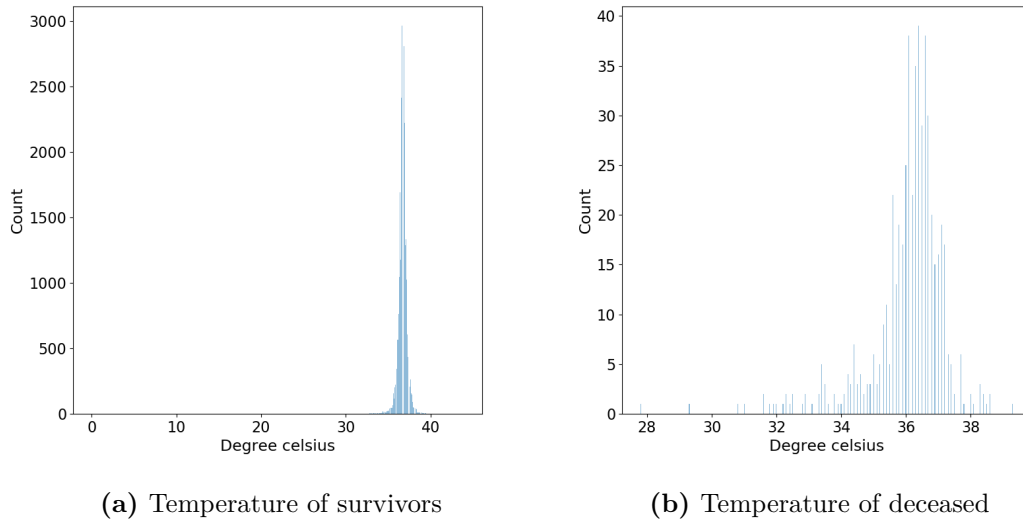 3000
2500
2000
1500
1000
500
0
Count
0 10 20 30 40
Degree celsius
(a) Temperature of survivors
40
35
30
25
20
15
10
5
0
Count
28 30 32 34 36 38
Degree celsius
(b) Temperature of deceased